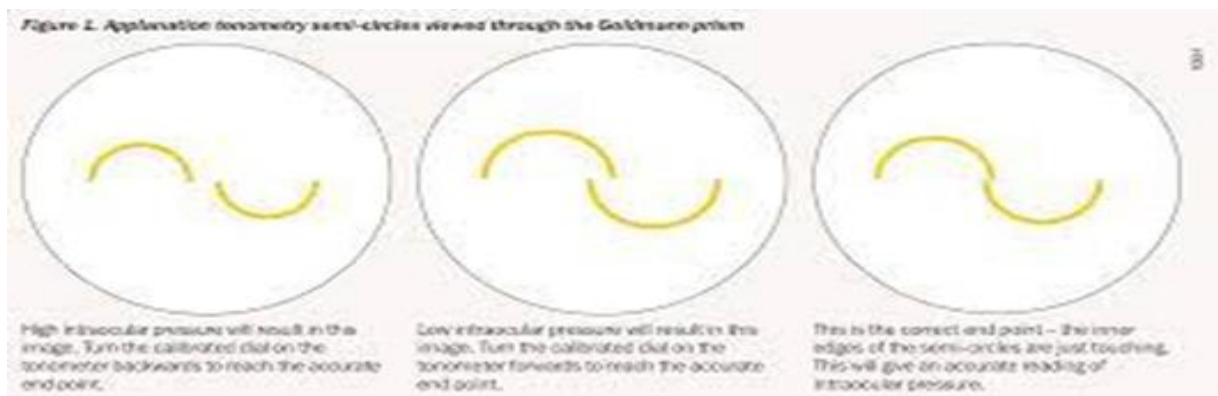 Figure 1. Applanation tonometry semi-circles viewed through the Goldmann prism
High intraocular pressure will result in this
image. Turn the calibrated dial on the
tonometer backwards to reach the accurate
end point.
Low intraocular pressure will result in this
image. Turn the calibrated dial on the
tonometer forwards to reach the accurate
end point.
This is the correct end point – the inner
edges of the semi-circles are just touching.
This will give an accurate reading of
intraocular pressure.